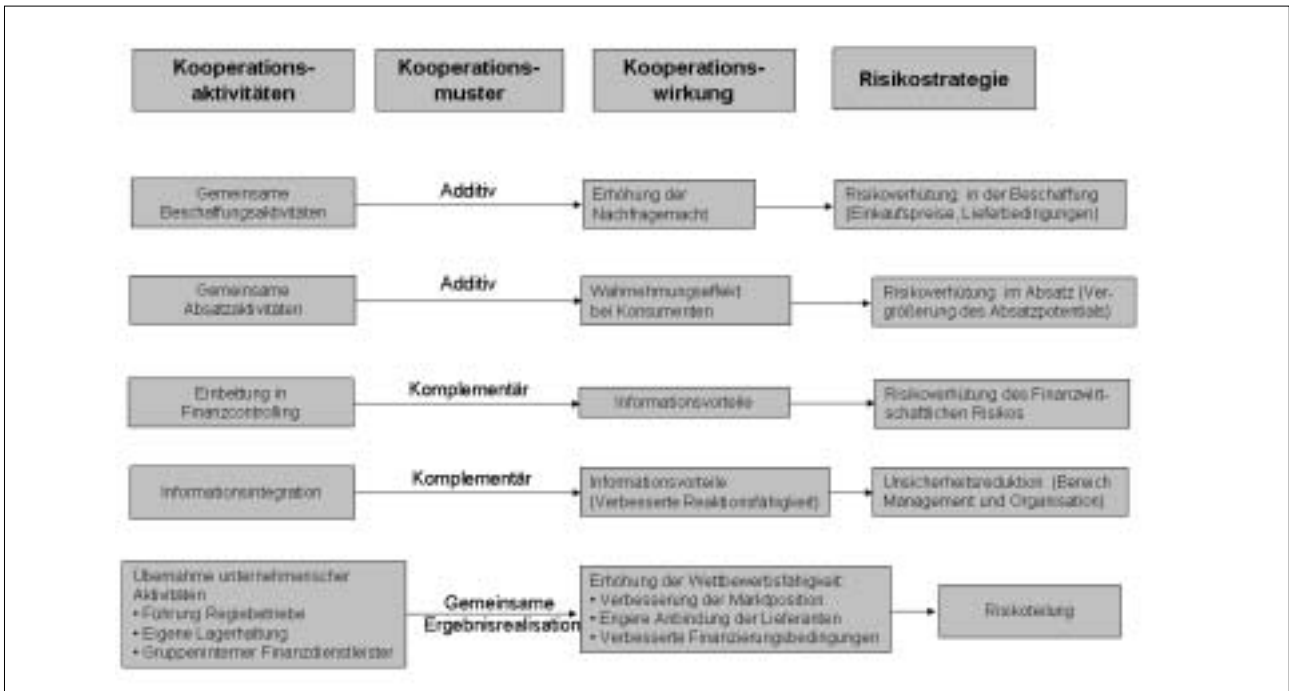 Kooperations-
aktivitäten
Kooperations-
muster
Kooperations-
wirkung
Risikostrategie
Gemeinsame
Beschaffungsaktivitäten
Additiv
Erhöhung der
Nachfragemacht
Risikoverhütung in der Beschaffung
(Einkaufspreise, Lieferbedingungen)
Gemeinsame
Absatzaktivitäten
Additiv
Wahrnehmungseffekt
bei Konsumenten
Risikoverhütung im Absatz (Ver-
größerung des Absatzpotentials)
Einbettung in
Finanzcontrolling
Komplementär
Informationsvorteile
Risikoverhütung des Finanzwirt-
schaftlichen Risikos
Informationsintegration
Komplementär
Informationsvorteile
(Verbesserte Reaktionsfähigkeit)
Unsicherheitsreduktion (Bereich
Management und Organisation)
Übernahme unternehmerischer
Aktivitäten
• Führung Regiebetriebe
• Eigene Lagerhaltung
• Gruppeninterner Finanzdienstleister
Gemeinsame
Ergebnisrealisation
Erhöhung der Wettbewerbsfähigkeit:
• Verbesserung der Marktposition
• Engere Anbindung der Lieferanten
• Verbesserte Finanzierungsbedingungen
Risikoteilung